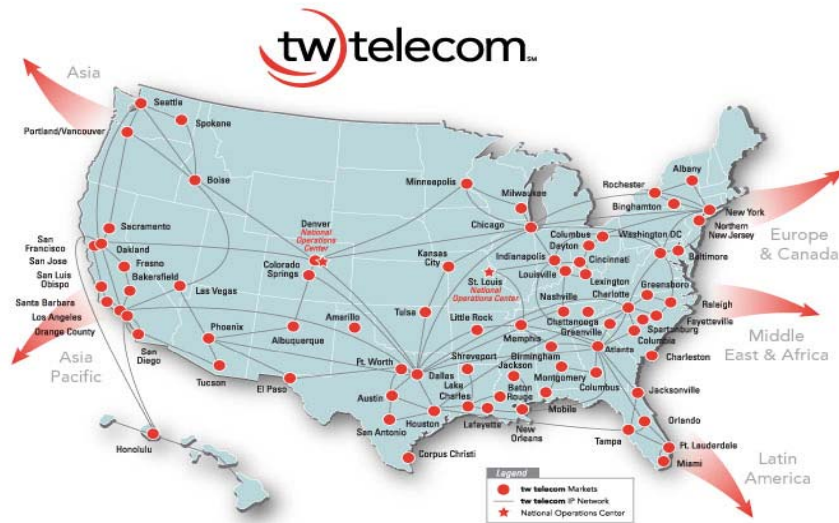 tw telecom SM
Asia
Seattle
Spokane
Portland/Vancouver
Boise
Sacramento
San
Francisco
Oakland
San Jose
Fresno
San Luis
Obispo
Bakersfield
Santa Barbara
Los Angeles
Orange County
Las Vegas
San
Diego
Asia
Pacific
Phoenix
Tucson
Honolulu
Denver
National
Operations
Center
Colorado
Springs
Albuquerque
Amarillo
El Paso
Minneapolis
Milwaukee
Chicago
Kansas
City
St. Louis
National
Operations Center
Tulsa
Little Rock
Ft. Worth
Dallas
Austin
San Antonio
Houston
Corpus Christi
Shreveport
Lake
Charles
Lafayette
Jackson
Baton
Rouge
New
Orleans
Mobile
Memphis
Birmingham
Montgomery
Nashville
Chattanooga
Greenville
Atlanta
Columbus
Indianapolis
Louisville
Columbus
Dayton
Cincinnati
Lexington
Charlotte
Greensboro
Raleigh
Fayetteville
Spartanburg
Columbia
Charleston
Jacksonville
Orlando
Tampa
Ft. Lauderdale
Miami
Washington DC
Baltimore
Rochester
Albany
Binghamton
New York
Northern
New Jersey
Europe
& Canada
Middle
East & Africa
Latin
America
Legend
tw telecom Markets
tw telecom IP Network
National Operations Center